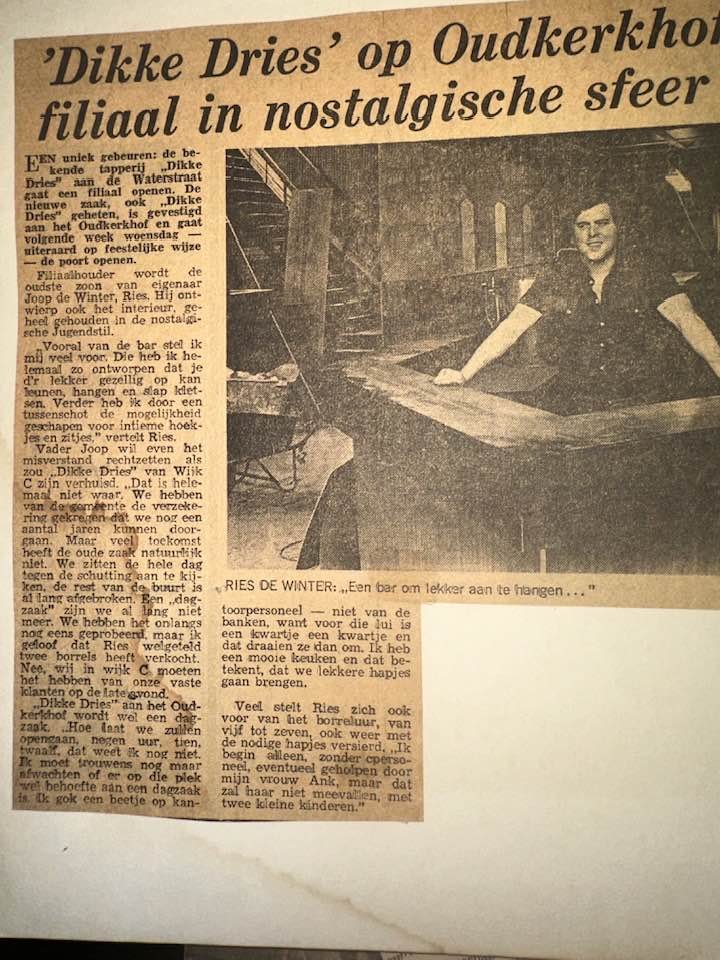 'Dikke Dries' op Oudkerkhof
filiaal in nostalgische sfeer
EEN uniek gebeuren: de be-
kende tapperij „Dikke
Dries" aan de Waterstraat
gaat een filiaal openen. De
nieuwe zaak, ook „Dikke
Dries" geheten, is gevestigd
aan het Oudkerkhof en gaat
volgende week woensdag —
uiteraard op feestelijke wijze
— de poort openen.
Filiaalhouder wordt de
oudste zoon van eigenaar
Joop de Winter, Ries. Hij ont-
wierp ook het interieur, ge-
heel gehouden in de nostalgi-
sche Jugendstil.
„Vooral van de bar stel ik
mij veel voor. Die heb ik he-
lemaal zo ontworpen dat je
d'r lekker gezellig op kan
leunen, hangen en slap klet-
sen. Verder heb ik door een
tussenschot de mogelijkheid
geschapen voor intieme hoek-
jes en zitjes," vertelt Ries.
Vader Joop wil even het
misverstand rechtzetten als
zou „Dikke Dries" van Wijk
C zijn verhuisd. „Dat is hele-
maal niet waar. We hebben
van de gemeente de verzeke-
ring gekregen dat we nog een
aantal jaren kunnen door-
gaan. Maar veel toekomst
heeft de oude zaak natuurlijk
niet. We zitten de hele dag
tegen de schutting aan te kij-
ken, de rest van de buurt is
al lang afgebroken. Een „dag-
zaak" zijn we al lang niet
meer. We hebben het onlangs
nog eens geprobeerd, maar ik
geloof dat Ries welgeteld
twee borrels heeft verkocht.
Nee, wij in wijk C moeten
het hebben van onze vaste
klanten op de late avond.
„Dikke Dries" aan het Oud-
kerkhof wordt wel een dag-
zaak. „Hoe laat we zullen
opengaan, negen uur, tien,
twaalf, dat weet ik nog niet.
Ik moet trouwens nog maar
afwachten of er op die plek
wel behoefte aan een dagzaak
is. Ik gok een beetje op kan-
RIES DE WINTER: „Een bar om lekker aan te hangen..."
toorpersoneel — niet van de
banken, want voor die lui is
een kwartje een kwartje en
dat draaien ze dan om. Ik heb
een mooie keuken en dat be-
tekent, dat we lekkere hapjes
gaan brengen.
Veel stelt Ries zich ook
voor van het borreluur, van
vijf tot zeven, ook weer met
de nodige hapjes versierd. „Ik
begin alleen, zonder cperso-
neel, eventueel geholpen door
mijn vrouw Ank, maar dat
zal haar niet meevallen, met
twee kleine kinderen."